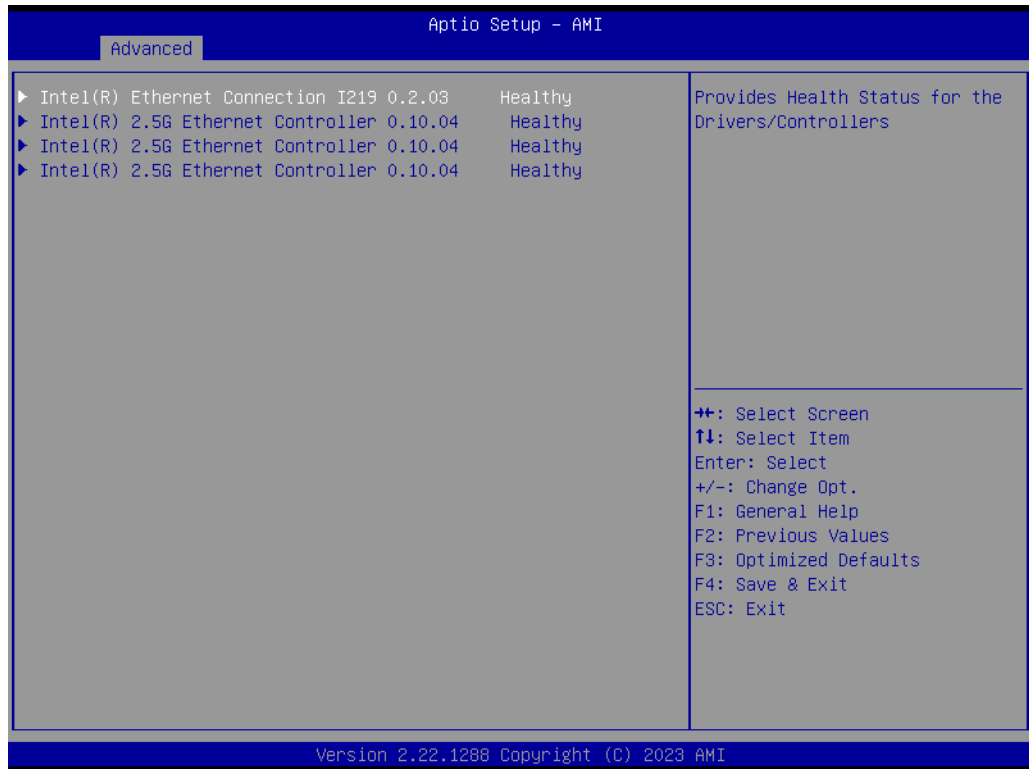 Aptio Setup – AMI
Advanced
▶ Intel(R) Ethernet Connection I219 0.2.03 Healthy
▶ Intel(R) 2.5G Ethernet Controller 0.10.04 Healthy
▶ Intel(R) 2.5G Ethernet Controller 0.10.04 Healthy
▶ Intel(R) 2.5G Ethernet Controller 0.10.04 Healthy
Provides Health Status for the
Drivers/Controllers
→←: Select Screen
↑↓: Select Item
Enter: Select
+/-: Change Opt.
F1: General Help
F2: Previous Values
F3: Optimized Defaults
F4: Save & Exit
ESC: Exit
Version 2.22.1288 Copyright (C) 2023 AMI